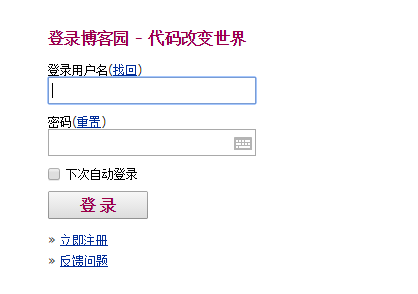 登录博客园 - 代码改变世界
登录用户名(找回)
密码(重置)
下次自动登录
登 录
» 立即注册
» 反馈问题